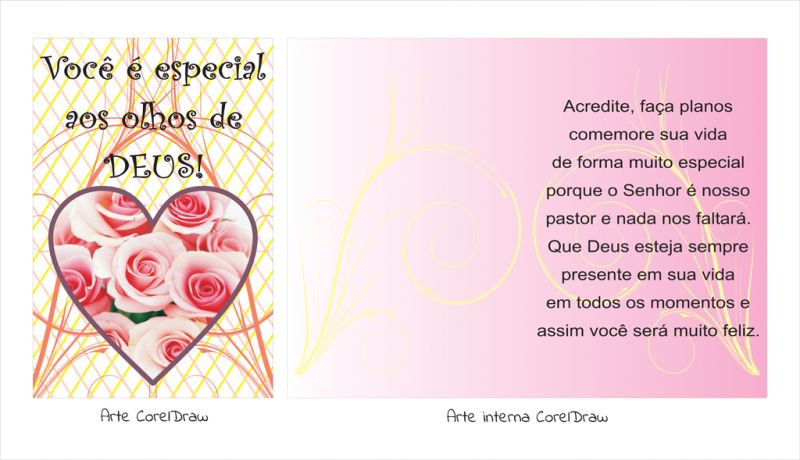 Você é especial
aos olhos de
DEUS!
Acredite, faça planos
comemore sua vida
de forma muito especial
porque o Senhor é nosso
pastor e nada nos faltará.
Que Deus esteja sempre
presente em sua vida
em todos os momentos e
assim você será muito feliz.
Arte CorelDraw
Arte interna CorelDraw